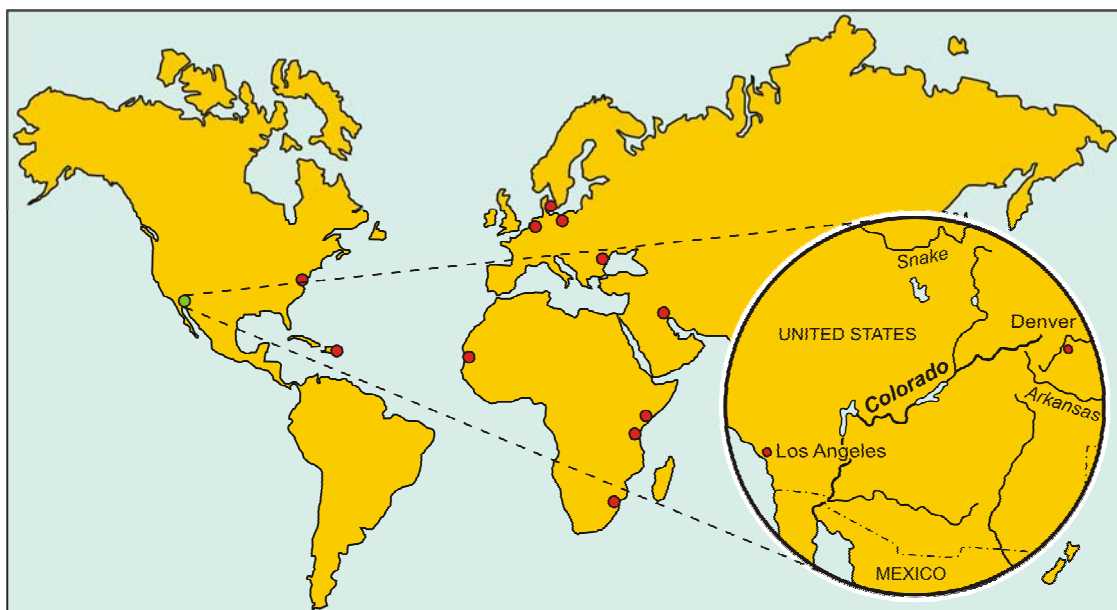 Snake
Denver
UNITED STATES
Colorado
Arkansas
Los Angeles
MEXICO